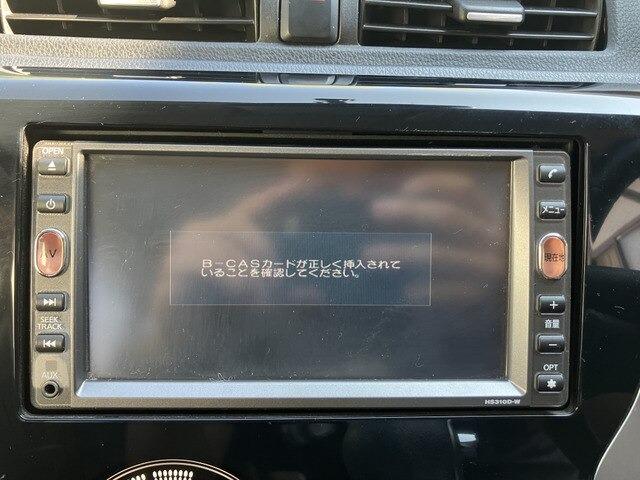 OPEN
AV
SEEK
TRACK
AUX
B-CASカードが正しく挿入されて
いることを確認してください。
メニュー
現在地
+
音量
-
OPT
HS310D-W